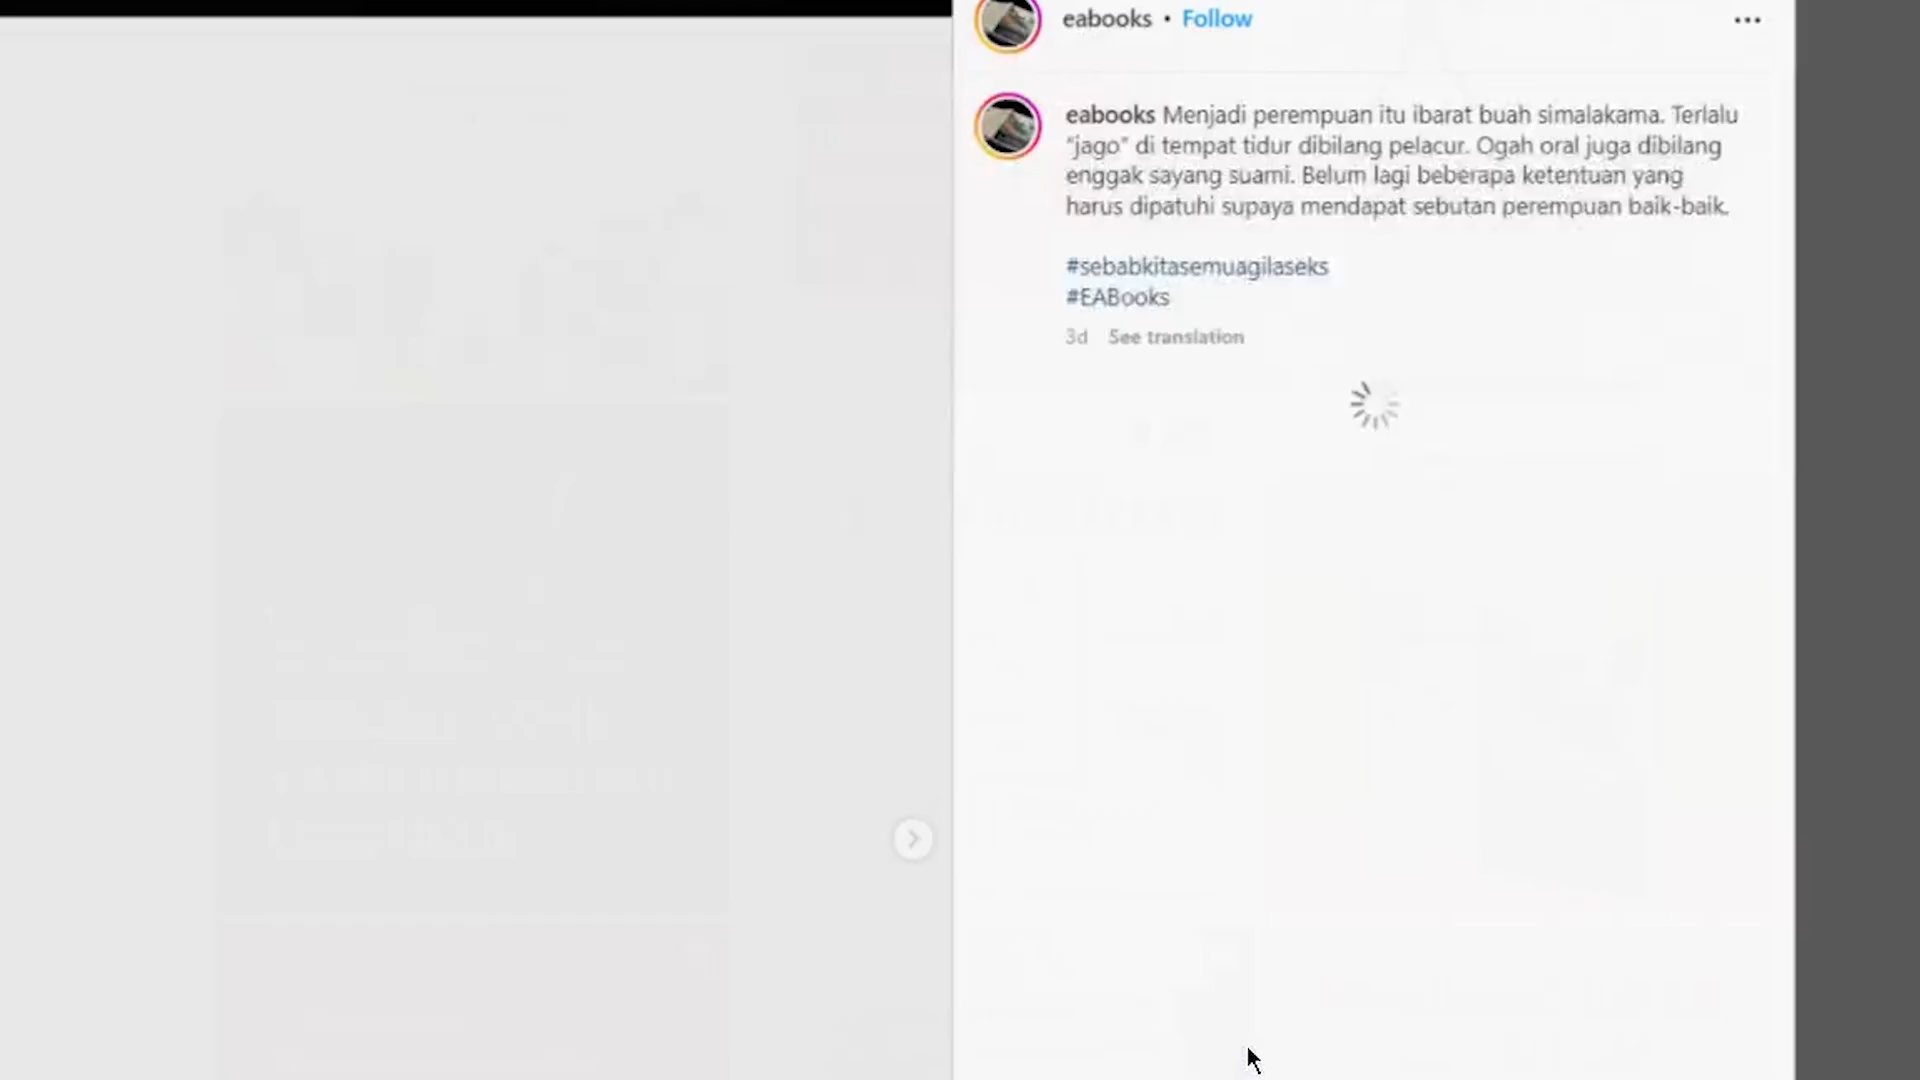 eabooks • Follow
eabooks Menjadi perempuan itu ibarat buah simalakama. Terlalu
"jago" di tempat tidur dibilang pelacur. Ogah oral juga dibilang
enggak sayang suami. Belum lagi beberapa ketentuan yang
harus dipatuhi supaya mendapat sebutan perempuan baik-baik.
#sebabkitasemuagilaseks
#EABooks
3d See translation